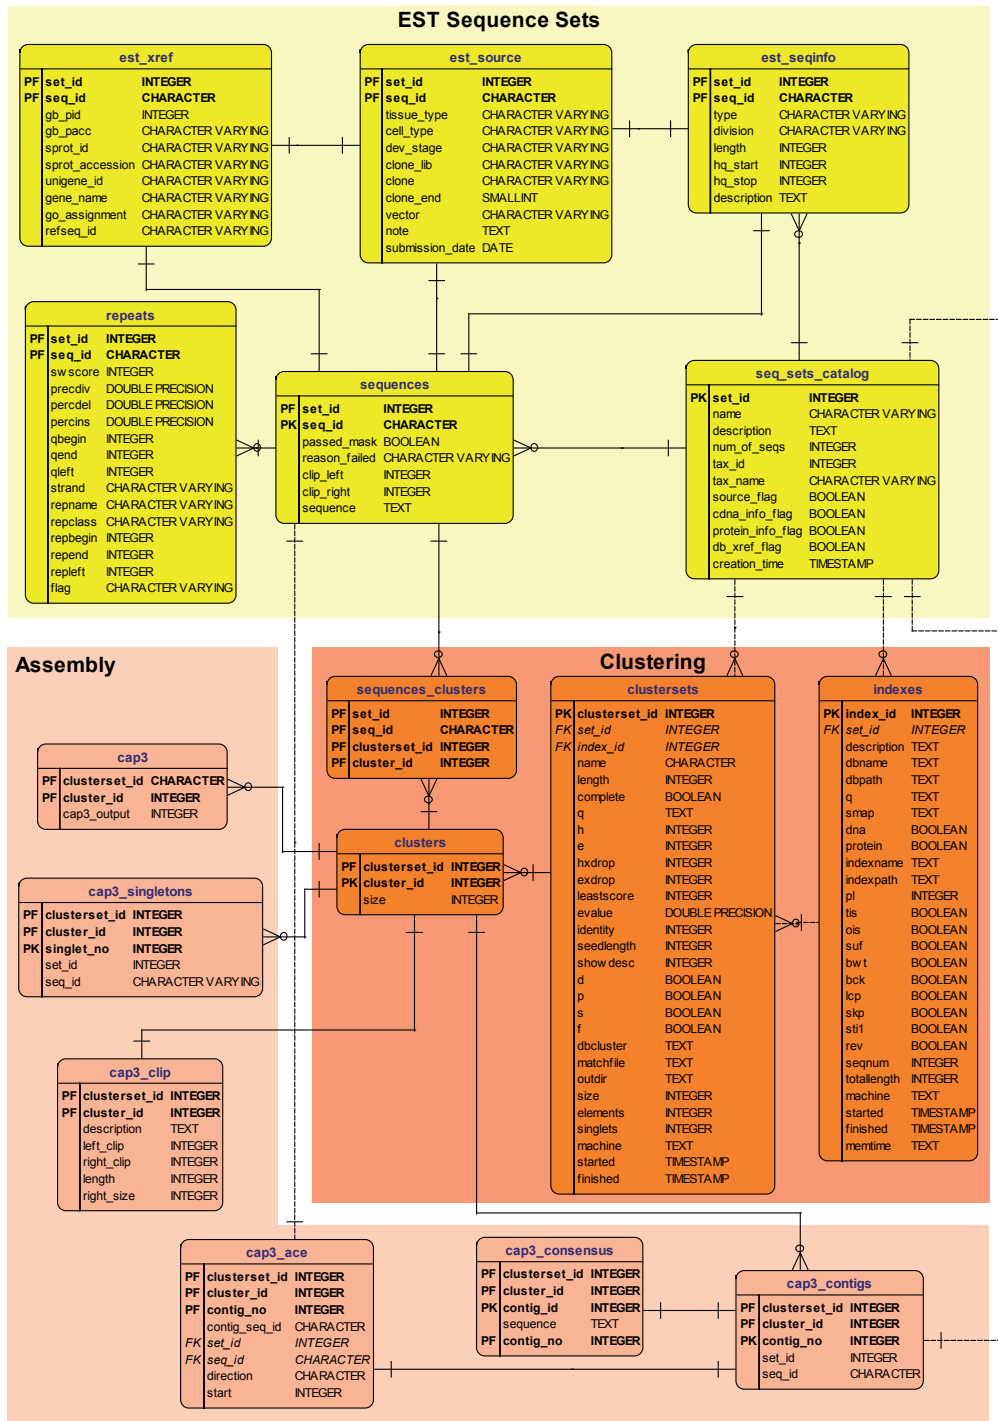 EST Sequence Sets
est_xref
PF set_id INTEGER
PF seq_id CHARACTER
gb_pid INTEGER
gb_pacc CHARACTER VARYING
sprot_id CHARACTER VARYING
sprot_accession CHARACTER VARYING
unigene_id CHARACTER VARYING
gene_name CHARACTER VARYING
go_assignment CHARACTER VARYING
refseq_id CHARACTER VARYING
est_source
PF set_id INTEGER
PF seq_id CHARACTER
tissue_type CHARACTER VARYING
cell_type CHARACTER VARYING
dev_stage CHARACTER VARYING
clone_lib CHARACTER VARYING
clone CHARACTER VARYING
clone_end SMALLINT
vector CHARACTER VARYING
note TEXT
submission_date DATE
est_seqinfo
PF set_id INTEGER
PF seq_id CHARACTER
type CHARACTER VARYING
division CHARACTER VARYING
length INTEGER
hq_start INTEGER
hq_stop INTEGER
description TEXT
repeats
PF set_id INTEGER
PF seq_id CHARACTER
swscore INTEGER
precdiv DOUBLE PRECISION
percdel DOUBLE PRECISION
percins DOUBLE PRECISION
qbegin INTEGER
qend INTEGER
qleft INTEGER
strand CHARACTER VARYING
repname CHARACTER VARYING
repclass CHARACTER VARYING
repbegin INTEGER
repend INTEGER
repleft INTEGER
flag CHARACTER VARYING
sequences
PF set_id INTEGER
PK seq_id CHARACTER
passed_mask BOOLEAN
reason_failed CHARACTER VARYING
clip_left INTEGER
clip_right INTEGER
sequence TEXT
seq_sets_catalog
PK set_id INTEGER
name CHARACTER VARYING
description TEXT
num_of_seqs INTEGER
tax_id INTEGER
tax_name CHARACTER VARYING
source_flag BOOLEAN
cdna_info_flag BOOLEAN
protein_info_flag BOOLEAN
db_xref_flag BOOLEAN
creation_time TIMESTAMP
Assembly
Clustering
sequences_clusters
PF set_id INTEGER
PF seq_id CHARACTER
PF clusterset_id INTEGER
PF cluster_id INTEGER
clustersets
PK clusterset_id INTEGER
FK set_id INTEGER
FK index_id INTEGER
name CHARACTER
length INTEGER
complete BOOLEAN
q TEXT
h INTEGER
e INTEGER
hxdrop INTEGER
exdrop INTEGER
leastscore INTEGER
evalue DOUBLE PRECISION
identity INTEGER
seedlength INTEGER
showdesc INTEGER
d BOOLEAN
p BOOLEAN
s BOOLEAN
f BOOLEAN
dbcluster TEXT
matchfile TEXT
outdir TEXT
size INTEGER
elements INTEGER
singlets INTEGER
machine TEXT
started TIMESTAMP
finished TIMESTAMP
indexes
PK index_id INTEGER
FK set_id INTEGER
description TEXT
dbname TEXT
dbpath TEXT
q TEXT
smap TEXT
dna BOOLEAN
protein BOOLEAN
indexname TEXT
indexpath TEXT
pl INTEGER
tis BOOLEAN
ois BOOLEAN
suf BOOLEAN
bwt BOOLEAN
bck BOOLEAN
lcp BOOLEAN
skp BOOLEAN
sti1 BOOLEAN
rev BOOLEAN
seqnum INTEGER
totallength INTEGER
machine TEXT
started TIMESTAMP
finished TIMESTAMP
memtime TEXT
cap3
PF clusterset_id CHARACTER
PF cluster_id INTEGER
cap3_output INTEGER
clusters
PF clusterset_id INTEGER
PK cluster_id INTEGER
size INTEGER
cap3_singletons
PF clusterset_id INTEGER
PF cluster_id INTEGER
PK singlet_no INTEGER
set_id INTEGER
seq_id CHARACTER VARYING
cap3_clip
PF clusterset_id INTEGER
PF cluster_id INTEGER
description TEXT
left_clip INTEGER
right_clip INTEGER
length INTEGER
right_size INTEGER
cap3_ace
PF clusterset_id INTEGER
PF cluster_id INTEGER
PF contig_no INTEGER
contig_seq_id CHARACTER
FK set_id INTEGER
FK seq_id CHARACTER
direction CHARACTER
start INTEGER
cap3_consensus
PF clusterset_id INTEGER
PF cluster_id INTEGER
PK contig_id INTEGER
sequence TEXT
PF contig_no INTEGER
cap3_contigs
PF clusterset_id INTEGER
PF cluster_id INTEGER
PK contig_no INTEGER
set_id INTEGER
seq_id CHARACTER